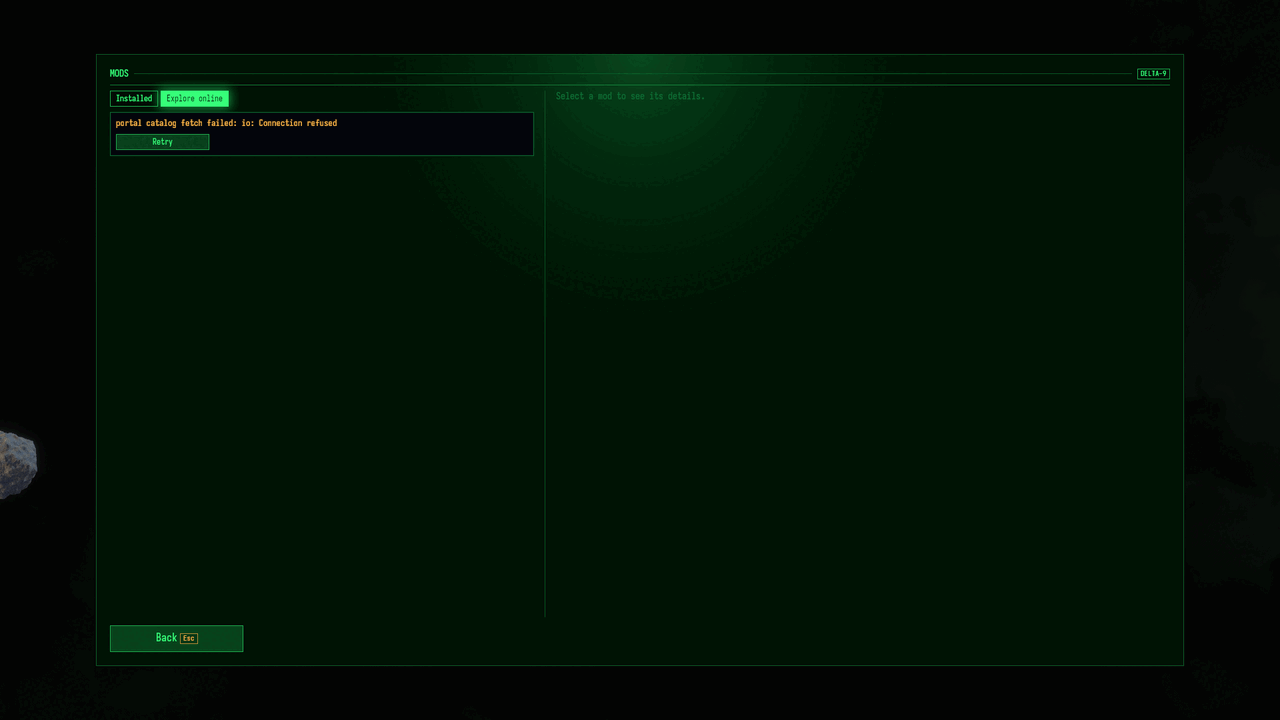 MODS
DELTA-9
Installed
Explore online
Select a mod to see its details.
portal catalog fetch failed: io: Connection refused
Retry
Back Esc